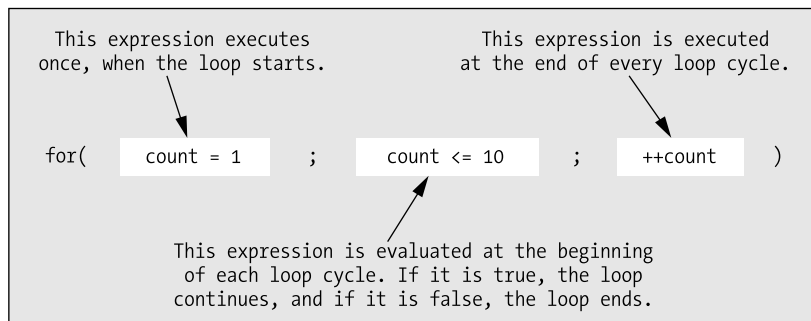 This expression executes
once, when the loop starts.
This expression is executed
at the end of every loop cycle.
for( count = 1 ; count <= 10 ; ++count )
This expression is evaluated at the beginning
of each loop cycle. If it is true, the loop
continues, and if it is false, the loop ends.